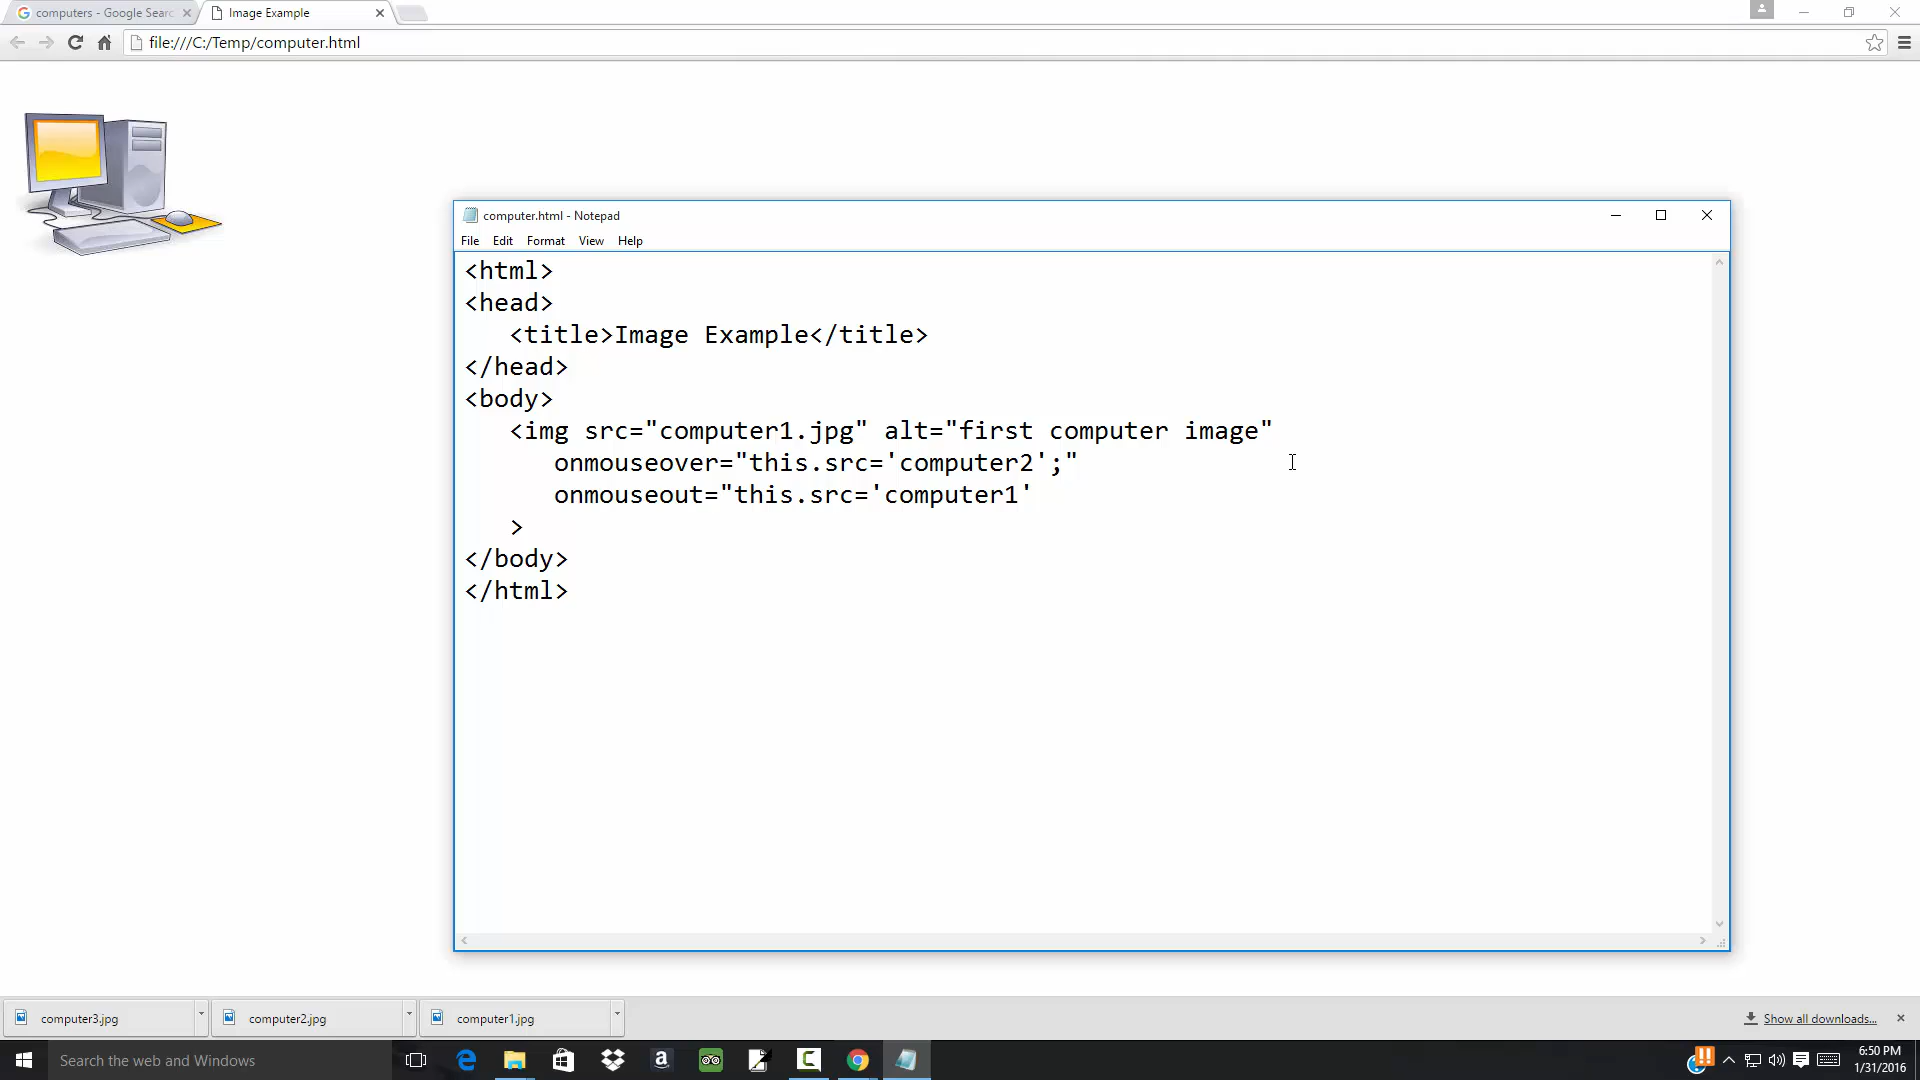 computers - Google Searc
Image Example
file:///C:/Temp/computer.html
computer.html - Notepad
File Edit Format View Help
<html>
<head>
<title>Image Example</title>
</head>
<body>
<img src="computer1.jpg" alt="first computer image"
onmouseover="this.src='computer2';"
onmouseout="this.src='computer1'
>
</body>
</html>
computer3.jpg computer2.jpg computer1.jpg Show all downloads...
Search the web and Windows
6:50 PM
1/31/2016